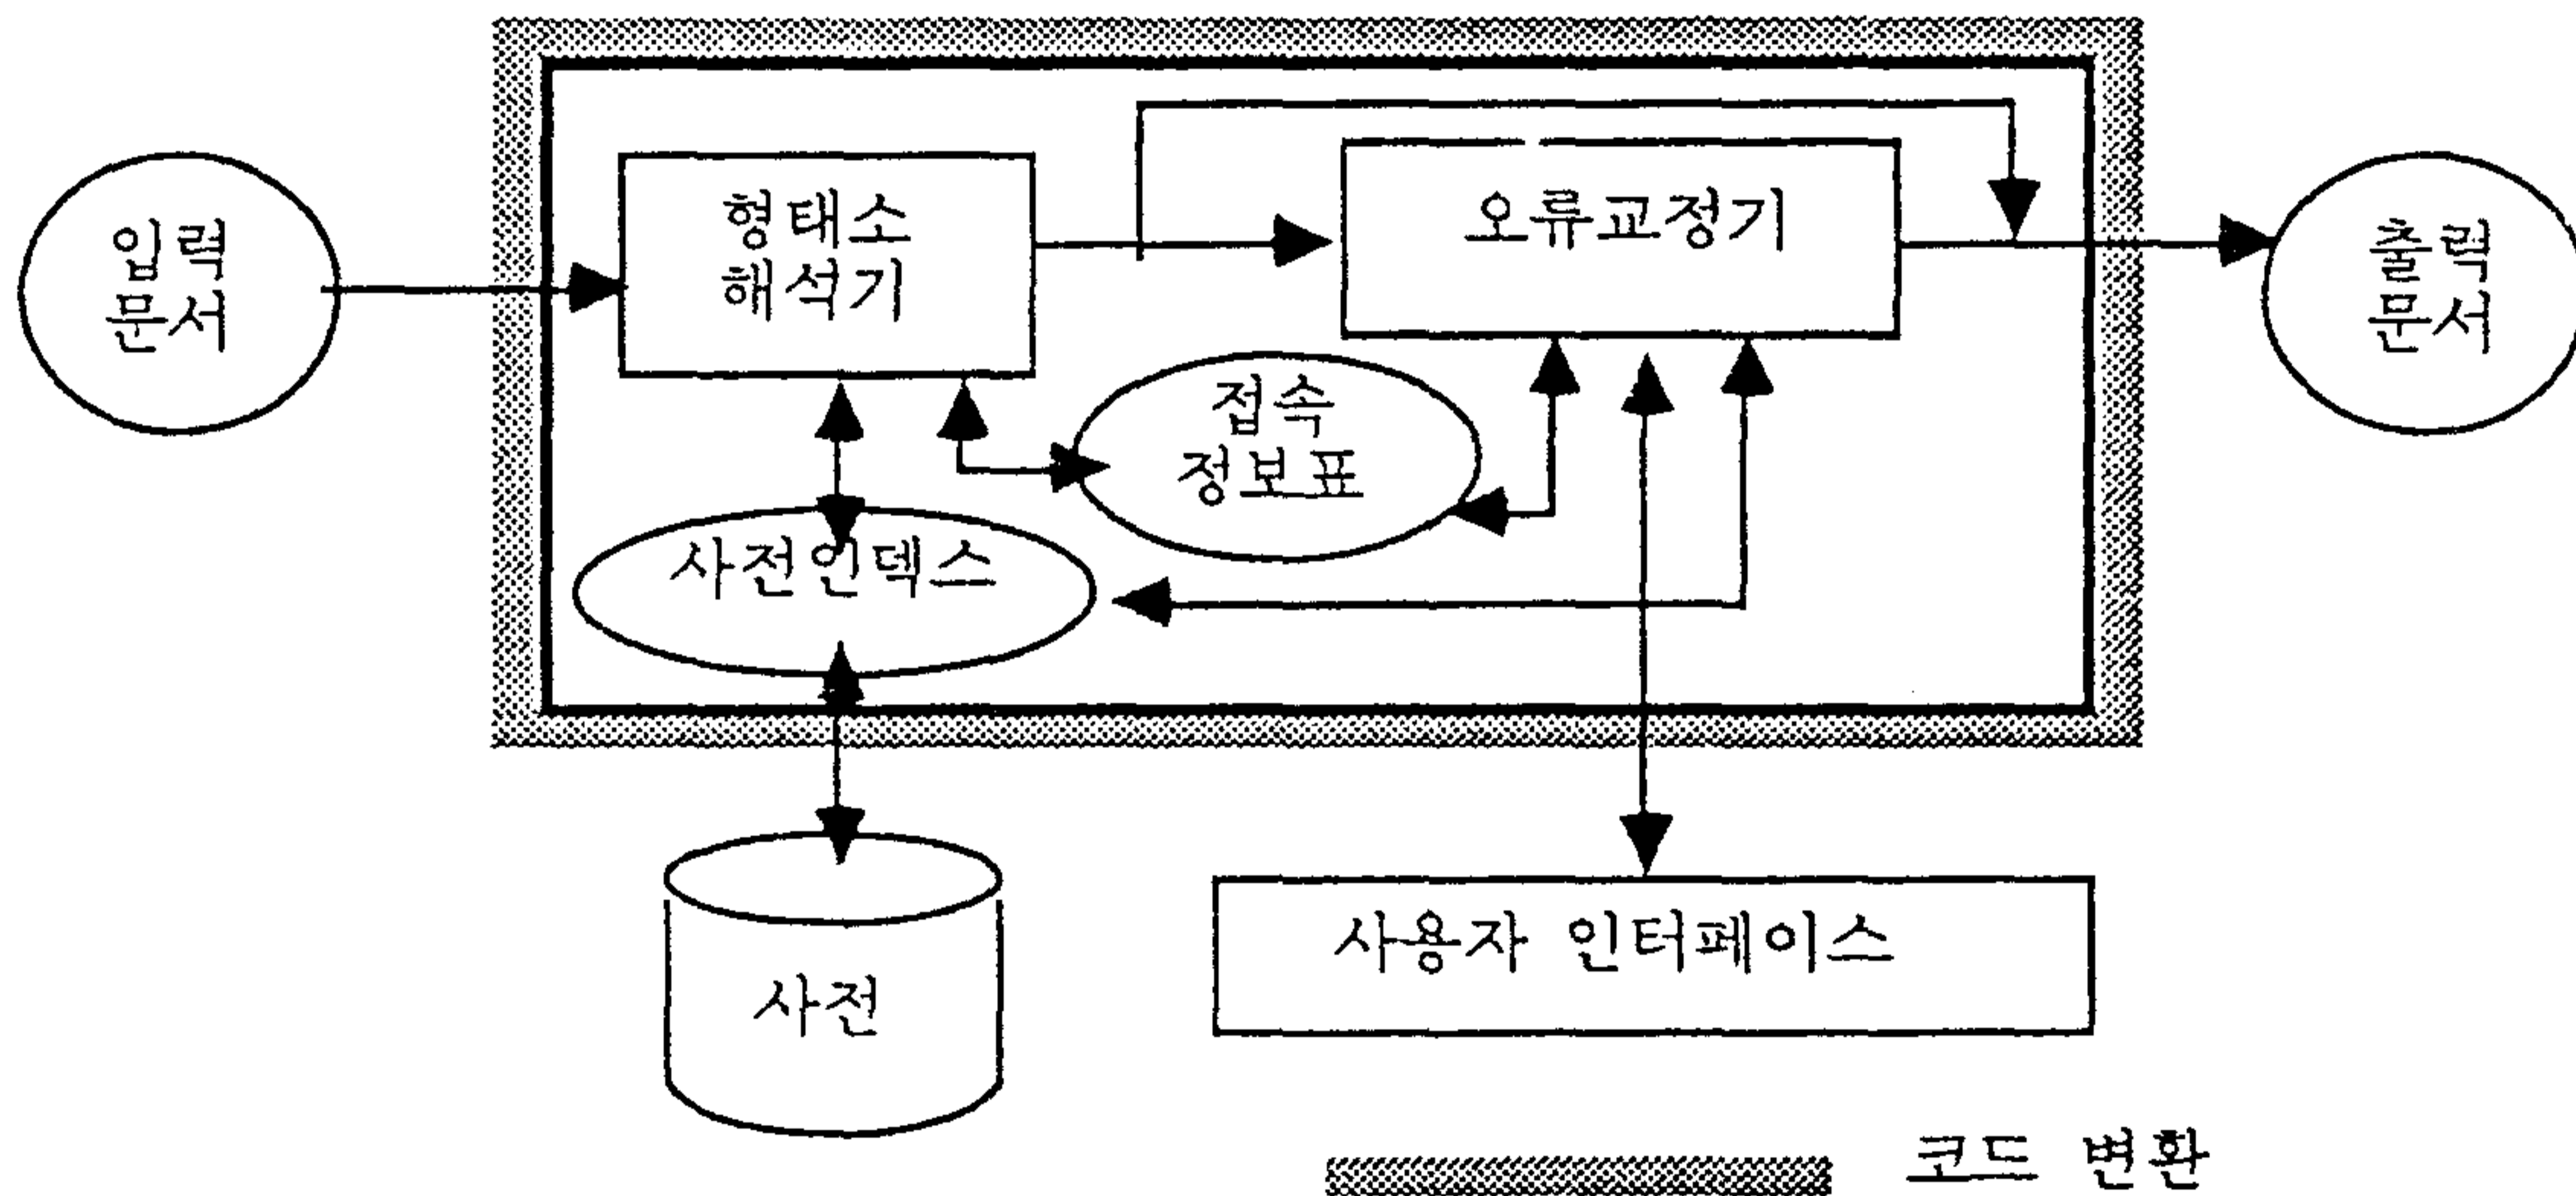 입력
문서
형태소
해석기
오류교정기
출력
문서
접속
정보표
사전인덱스
사전
사용자 인터페이스
코드 변환